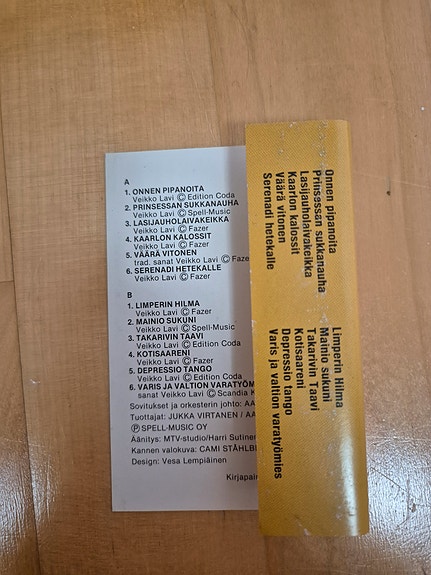 A
1. ONNEN PIPANOITA
Veikko Lavi Ⓒ Edition Coda
2. PRINSESSAN SUKKANAUHA
Veikko Lavi Ⓒ Spell-Music
3. LASIJAUHOLAIVAKEIKKA
Veikko Lavi Ⓒ Fazer
4. KAARLON KALOSSIT
Veikko Lavi Ⓒ Fazer
5. VÄÄRÄ VITONEN
trad. sanat Veikko Lavi Ⓒ Faze
6. SERENADI HETEKALLE
Veikko Lavi Ⓒ Fazer
B
1. LIMPERIN HILMA
Veikko Lavi Ⓒ Fazer
2. MAINIO SUKUNI
Veikko Lavi Ⓒ Spell-Music
3. TAKARIVIN TAAVI
Veikko Lavi Ⓒ Edition Coda
4. KOTISAARENI
Veikko Lavi Ⓒ Fazer
5. DEPRESSIO TANGO
Veikko Lavi Ⓒ Edition Coda
6. VARIS JA VALTION VARATYÖM
sanat Veikko Lavi Ⓒ Scandia K
Sovitukset ja orkesterin johto: AA
Tuottajat: JUKKA VIRTANEN / AA
Ⓟ SPELL-MUSIC OY
Äänitys: MTV-studio/Harri Sutinen
Kannen valokuva: CAMI STÅHLB
Design: Vesa Lempiäinen
Kirjapain
Onnen pipanoita
Prinsessan sukkanauha
Lasijauholaivakeikka
Kaarlon kalossit
Väärä vitonen
Serenadi hetekalle
Limperin Hilma
Mainio sukuni
Takarivin Taavi
Kotisaareni
Depressio tango
Varis ja valtion varatyömies